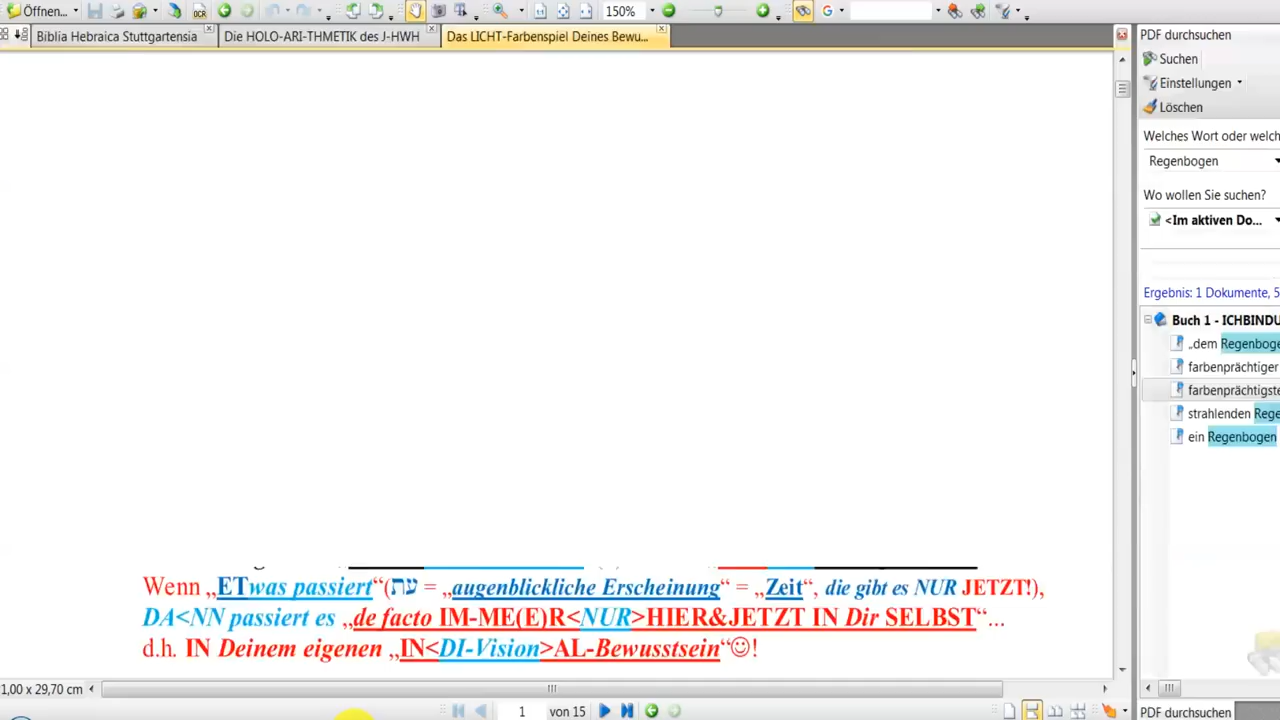 Öffnen...
OCR
150%
PDF durchsuchen
Biblia Hebraica Stuttgartensia
Die HOLO-ARI-THMETIK des J-HWH
Das LICHT-Farbenspiel Deines Bewu...
Suchen
Einstellungen
Löschen
Welches Wort oder welch
Regenbogen
Wo wollen Sie suchen?
<Im aktiven Do...
Ergebnis: 1 Dokumente, 5
Buch 1 - ICHBINDU
„dem Regenboge
farbenprächtiger
farbenprächtigste
strahlenden Rege
ein Regenbogen
Wenn „ETwas passiert“(עת = „augenblickliche Erscheinung“ = „Zeit“, die gibt es NUR JETZT!),
DA<NN passiert es „de facto IM-ME(E)R<NUR>HIER&JETZT IN Dir SELBST“...
d.h. IN Deinem eigenen „IN<DI-Vision>AL-Bewusstsein“☺!
1,00 x 29,70 cm
1 von 15
PDF durchsuchen